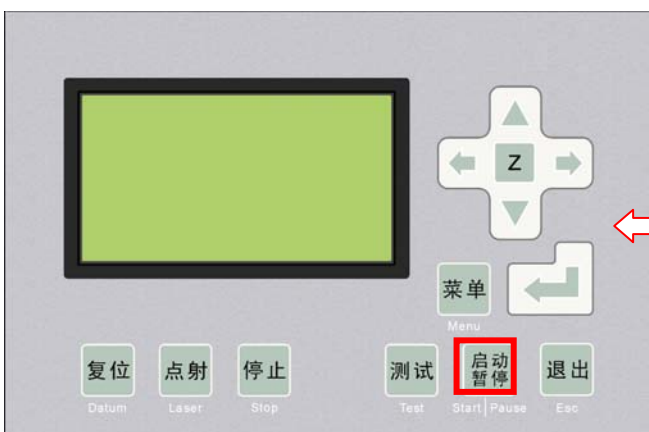 Z
菜单
Menu
复位
Datum
点射
Laser
停止
Stop
测试
Test
启动
暂停
Start Pause
退出
Esc